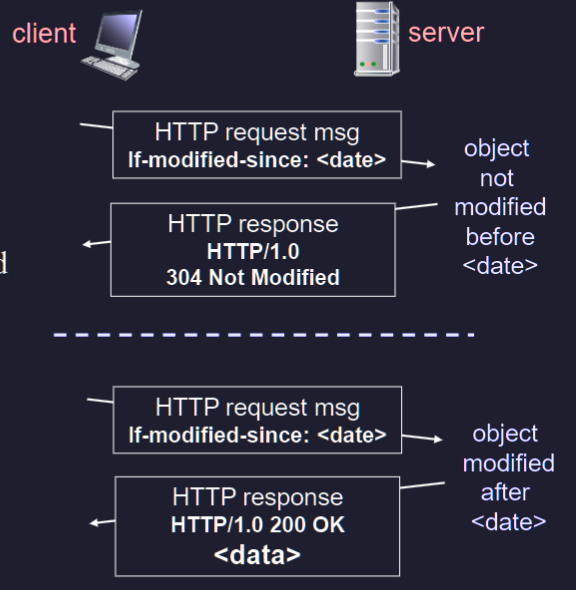 client
server
HTTP request msg
If-modified-since: <date>
object
not
modified
before
<date>
HTTP response
HTTP/1.0
304 Not Modified
d
HTTP request msg
If-modified-since: <date>
object
modified
after
<date>
HTTP response
HTTP/1.0 200 OK
<data>